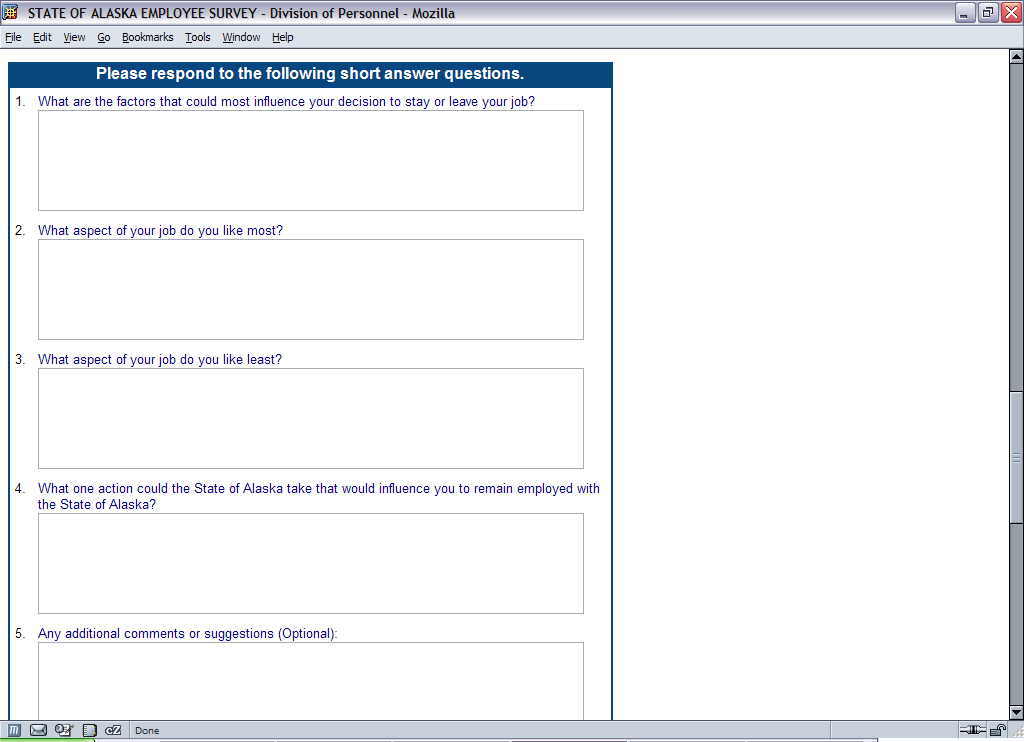 STATE OF ALASKA EMPLOYEE SURVEY - Division of Personnel - Mozilla
File Edit View Go Bookmarks Tools Window Help
Please respond to the following short answer questions.
1. What are the factors that could most influence your decision to stay or leave your job?
2. What aspect of your job do you like most?
3. What aspect of your job do you like least?
4. What one action could the State of Alaska take that would influence you to remain employed with
the State of Alaska?
5. Any additional comments or suggestions (Optional):
cZ Done